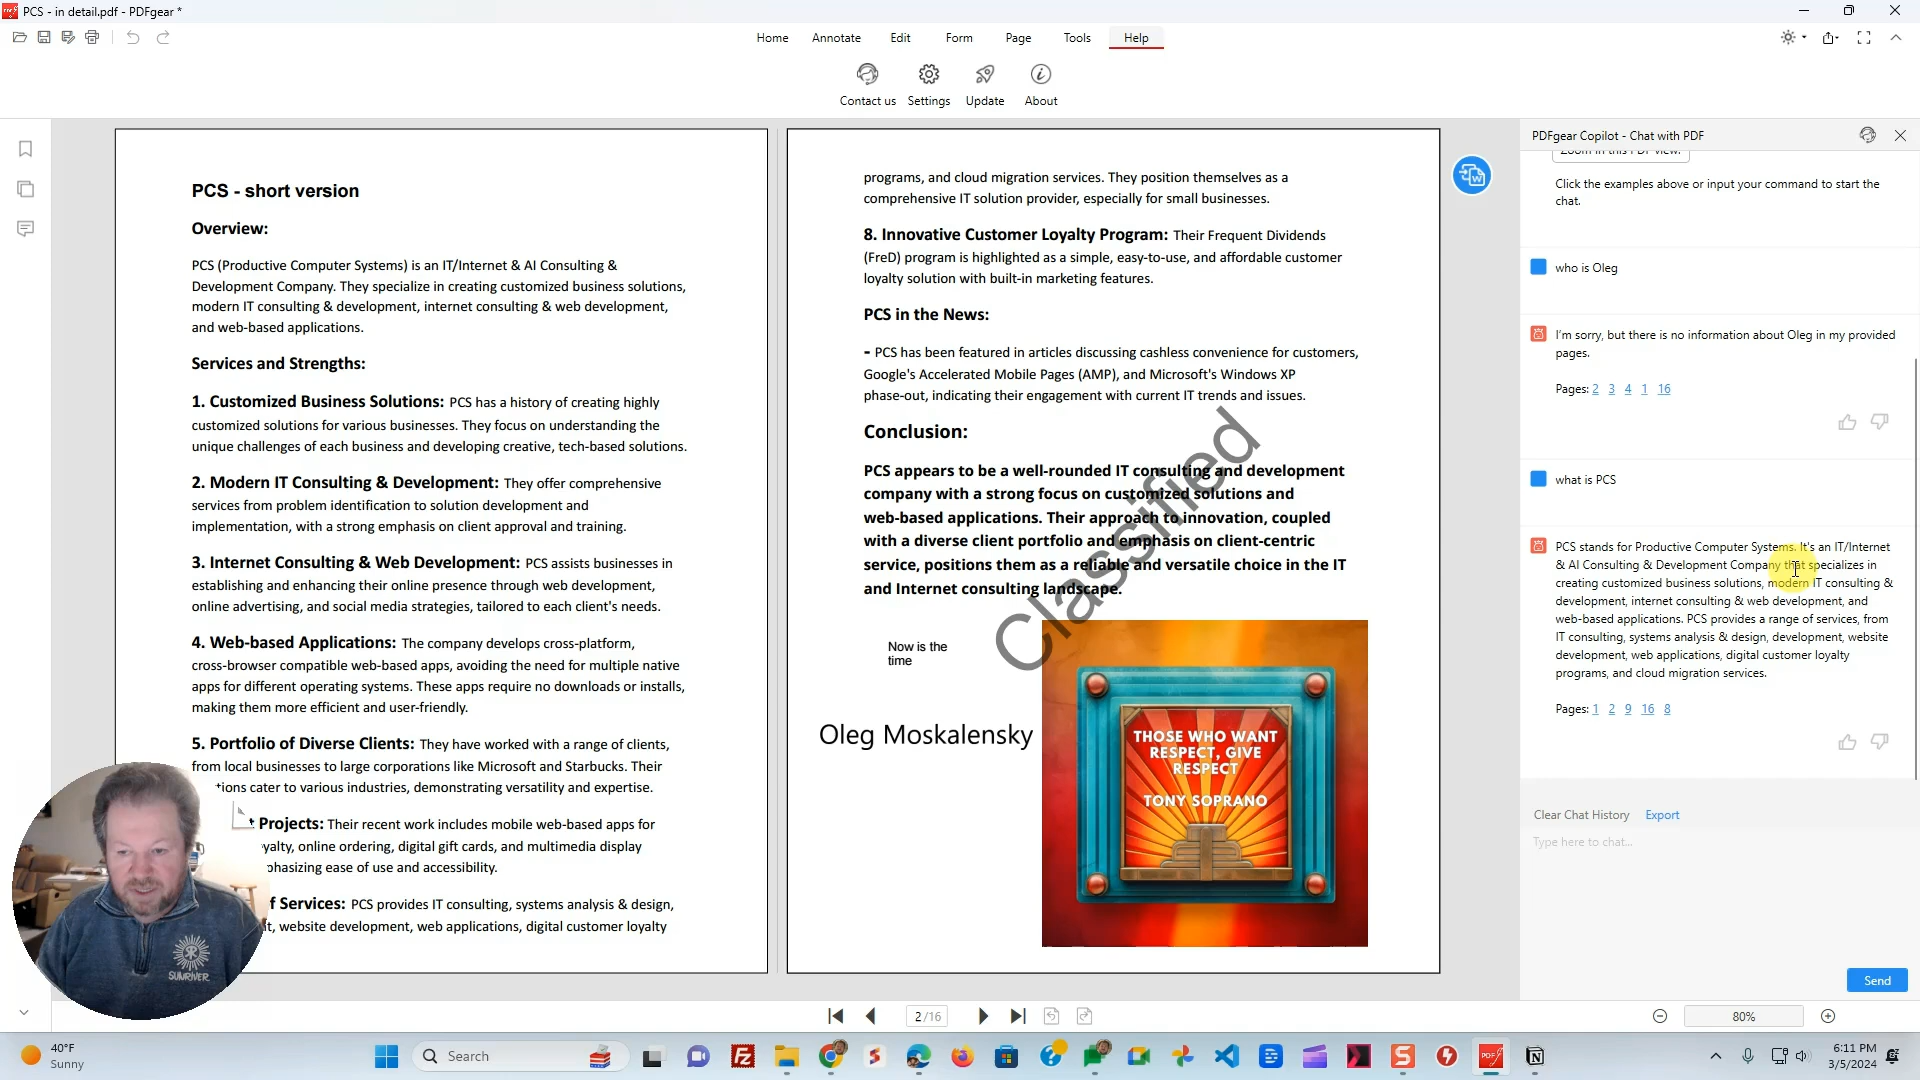 PCS - in detail.pdf - PDFgear *
Home Annotate Edit Form Page Tools Help
Contact us Settings Update About
PCS - short version
Overview:
PCS (Productive Computer Systems) is an IT/Internet & AI Consulting &
Development Company. They specialize in creating customized business solutions,
modern IT consulting & development, internet consulting & web development,
and web-based applications.
Services and Strengths:
1. Customized Business Solutions: PCS has a history of creating highly
customized solutions for various businesses. They focus on understanding the
unique challenges of each business and developing creative, tech-based solutions.
2. Modern IT Consulting & Development: They offer comprehensive
services from problem identification to solution development and
implementation, with a strong emphasis on client approval and training.
3. Internet Consulting & Web Development: PCS assists businesses in
establishing and enhancing their online presence through web development,
online advertising, and social media strategies, tailored to each client's needs.
4. Web-based Applications: The company develops cross-platform,
cross-browser compatible web-based apps, avoiding the need for multiple native
apps for different operating systems. These apps require no downloads or installs,
making them more efficient and user-friendly.
5. Portfolio of Diverse Clients: They have worked with a range of clients,
from local businesses to large corporations like Microsoft and Starbucks. Their
cater to various industries, demonstrating versatility and expertise.
Projects: Their recent work includes mobile web-based apps for
online ordering, digital gift cards, and multimedia display
ease of use and accessibility.
Services: PCS provides IT consulting, systems analysis & design,
website development, web applications, digital customer loyalty
SUNRIVER
programs, and cloud migration services. They position themselves as a
comprehensive IT solution provider, especially for small businesses.
8. Innovative Customer Loyalty Program: Their Frequent Dividends
(FreD) program is highlighted as a simple, easy-to-use, and affordable customer
loyalty solution with built-in marketing features.
PCS in the News:
- PCS has been featured in articles discussing cashless convenience for customers,
Google's Accelerated Mobile Pages (AMP), and Microsoft's Windows XP
phase-out, indicating their engagement with current IT trends and issues.
Conclusion:
PCS appears to be a well-rounded IT consulting and development
company with a strong focus on customized solutions and
web-based applications. Their approach to innovation, coupled
with a diverse client portfolio and emphasis on client-centric
service, positions them as a reliable and versatile choice in the IT
and Internet consulting landscape.
Classified
Now is the
time
Oleg Moskalensky
THOSE WHO WANT
RESPECT, GIVE
RESPECT
TONY SOPRANO
PDFgear Copilot - Chat with PDF
Zoom in this PDF view.
Click the examples above or input your command to start the
chat.
who is Oleg
I'm sorry, but there is no information about Oleg in my provided
pages.
Pages: 2 3 4 1 16
what is PCS
PCS stands for Productive Computer Systems. It's an IT/Internet
& AI Consulting & Development Company that specializes in
creating customized business solutions, modern IT consulting &
development, internet consulting & web development, and
web-based applications. PCS provides a range of services, from
IT consulting, systems analysis & design, development, website
development, web applications, digital customer loyalty
programs, and cloud migration services.
Pages: 1 2 9 16 8
Clear Chat History Export
Type here to chat...
Send
2 /16
80%
40°F
Sunny
Search
6:11 PM
3/5/2024